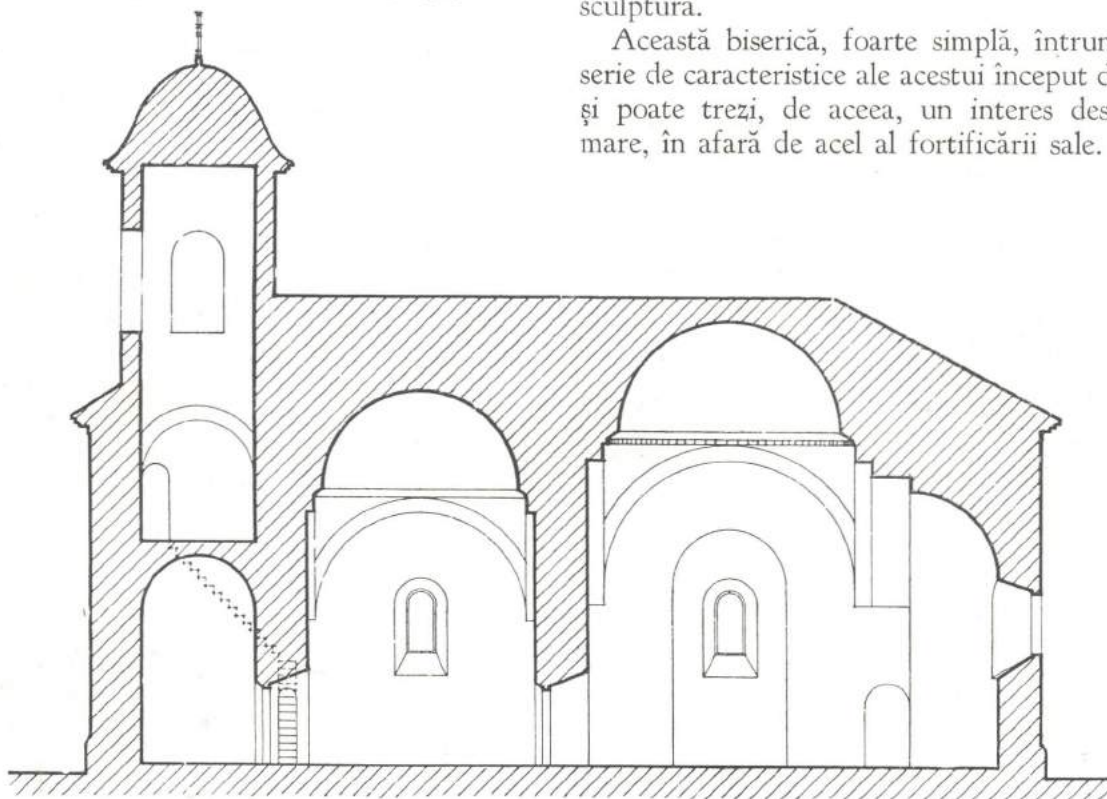 sculptura.
Această biserică, foarte simplă, întrun
serie de caracteristice ale acestui început d
și poate trezi, de aceea, un interes des
mare, în afară de acel al fortificării sale.